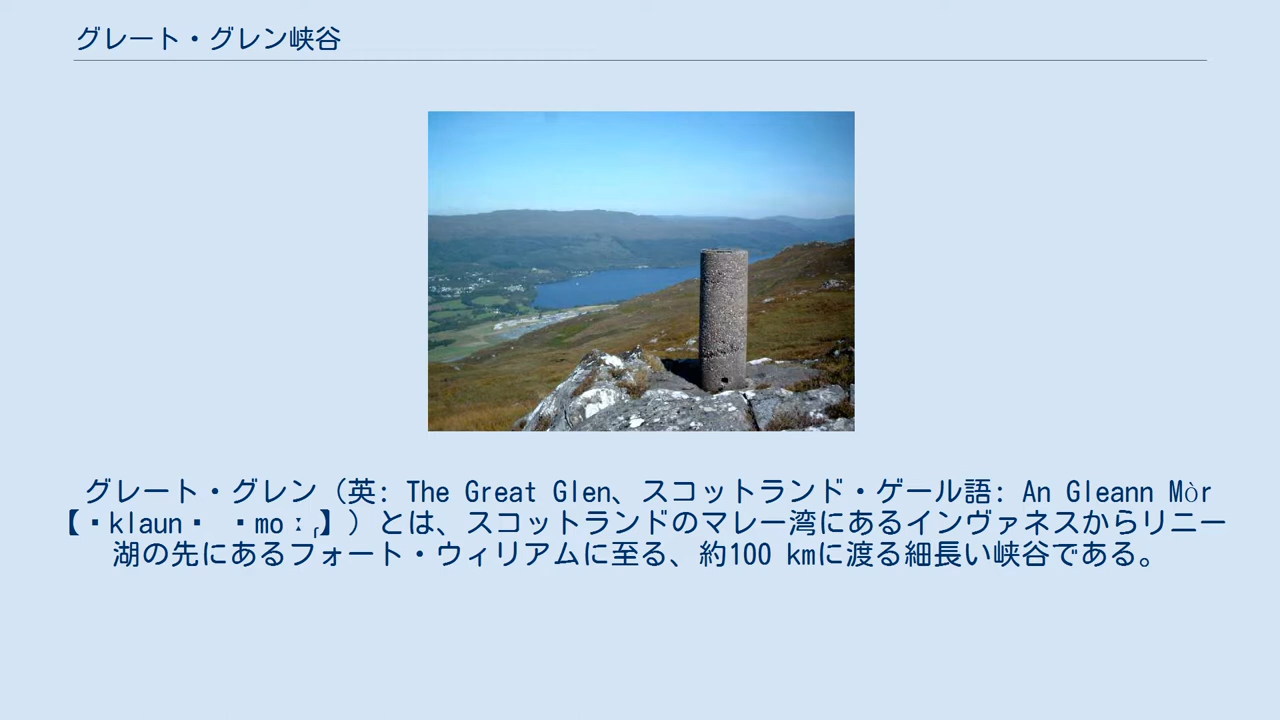 グレート・グレン峡谷
グレート・グレン（英: The Great Glen、スコットランド・ゲール語: An Gleann Mòr
【▪klaun▪ ▪moːɾ】）とは、スコットランドのマレー湾にあるインヴァネスからリニー
湖の先にあるフォート・ウィリアムに至る、約100 kmに渡る細長い峡谷である。